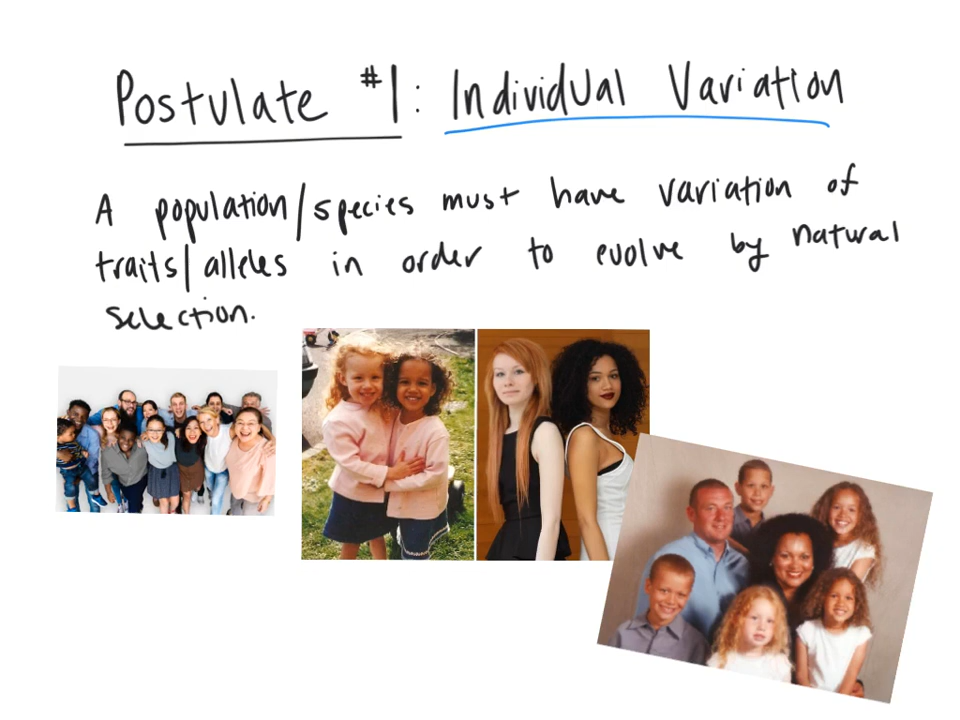 Postulate #1: Individual Variation
A population/species must have variation of
traits/alleles in order to evolve by natural
selection.